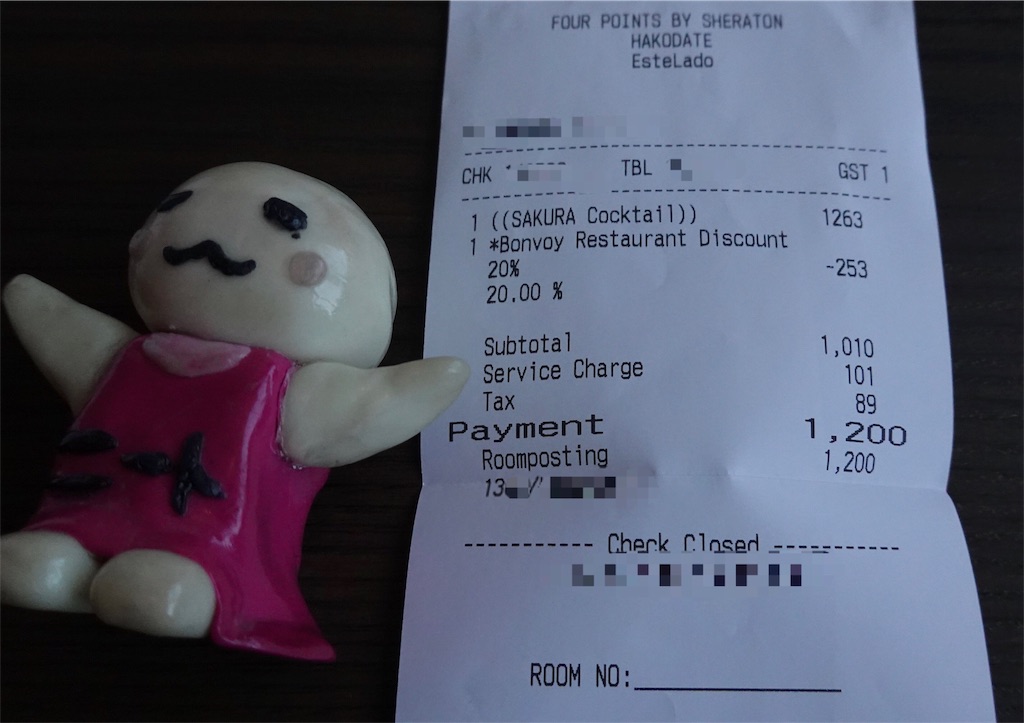 FOUR POINTS BY SHERATON
HAKODATE
EsteLado
CHK TBL GST 1
1 ((SAKURA Cocktail)) 1263
1 *Bonvoy Restaurant Discount
20% -253
20.00 %
Subtotal 1,010
Service Charge 101
Tax 89
Payment 1,200
Roomposting 1,200
---------- Check Closed ----------
ROOM NO: